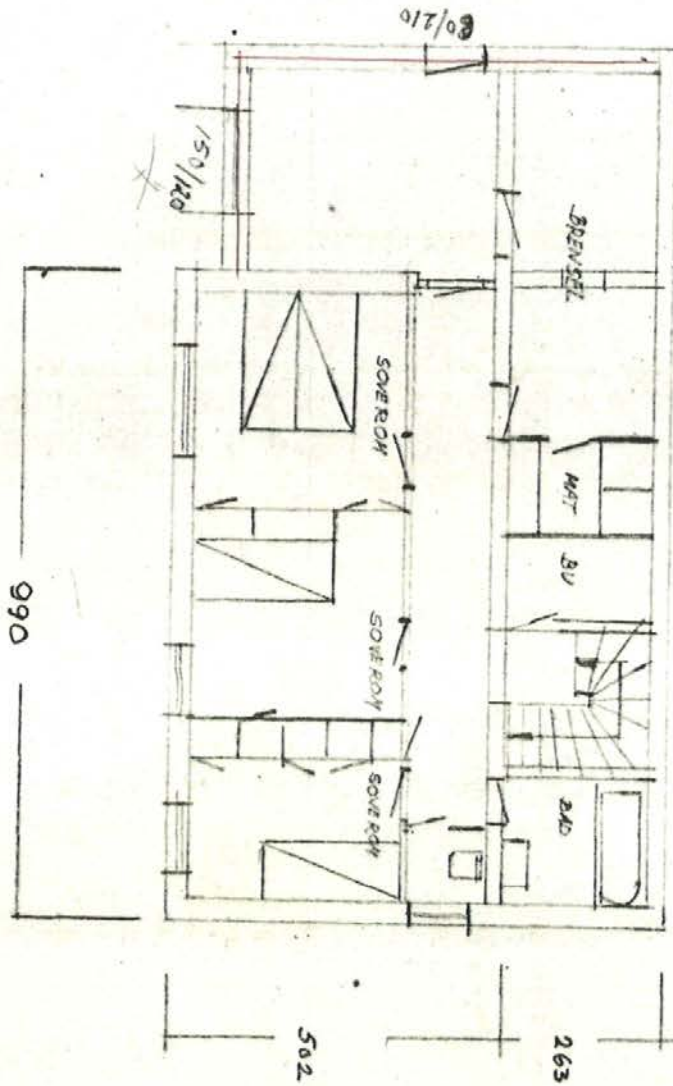 80/210
150/120
BRENSEL
SOVEROM
MAT
BU
SOVEROM
SOVEROM
BAD
990
502
263